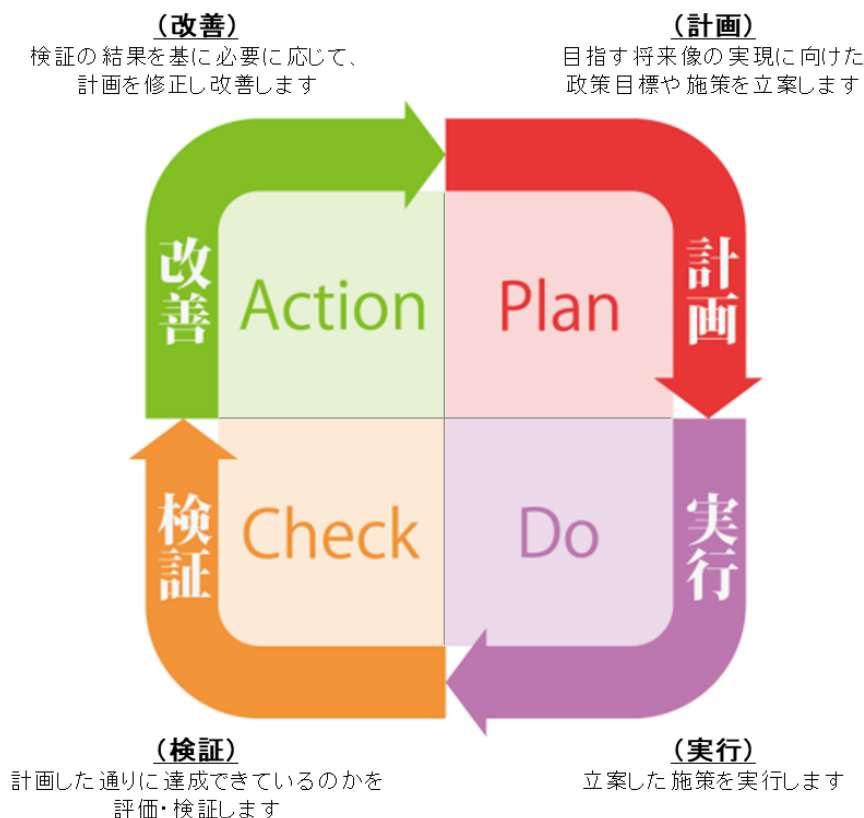 (改善)
検証の結果を基に必要に応じて、
計画を修正し改善します
(計画)
目指す将来像の実現に向けた
政策目標や施策を立案します
改善
Action
Plan
計画
検証
Check
Do
実行
(検証)
計画した通りに達成できているのかを
評価・検証します
(実行)
立案した施策を実行します